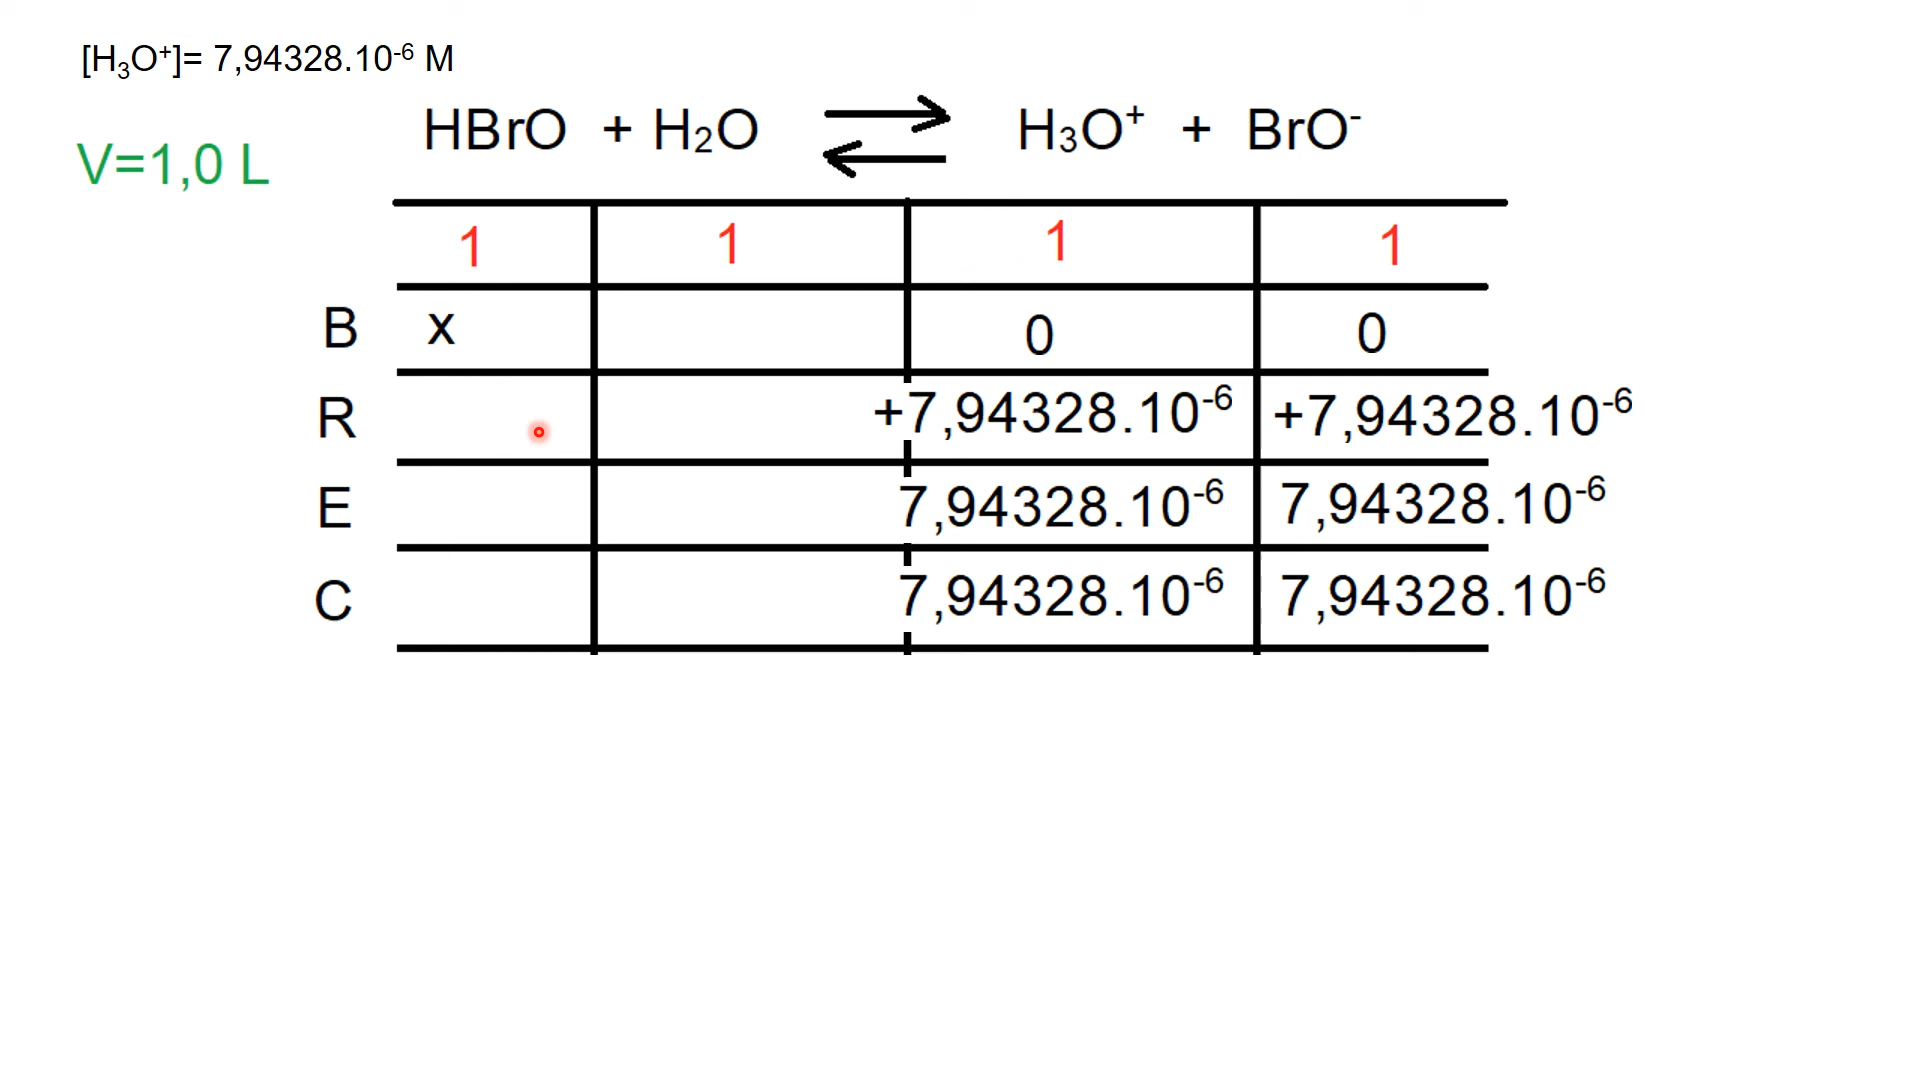 [H₃O⁺]= 7,94328.10⁻⁶ M
HBrO + H₂O ⇌ H₃O⁺ + BrO⁻
V=1,0 L
1 1 1 1
B x 0 0
R +7,94328.10⁻⁶ +7,94328.10⁻⁶
E 7,94328.10⁻⁶ 7,94328.10⁻⁶
C 7,94328.10⁻⁶ 7,94328.10⁻⁶